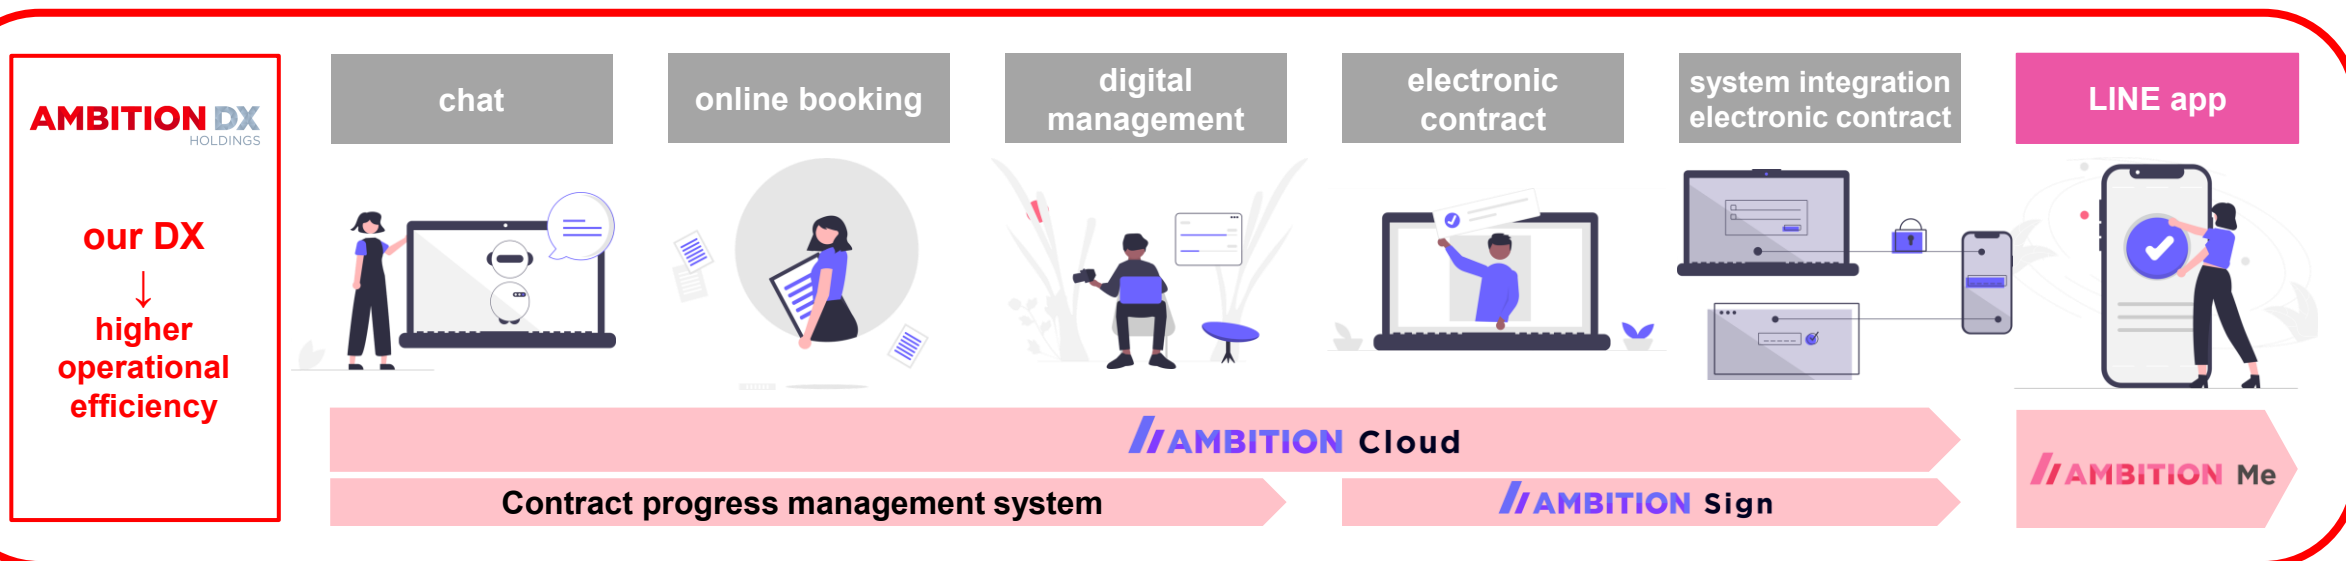 AMBITION DX
HOLDINGS
our DX
↓
higher
operational
efficiency
chat
online booking
digital
management
electronic
contract
system integration
electronic contract
LINE app
AMBITION Cloud
Contract progress management system
AMBITION Sign
AMBITION Me